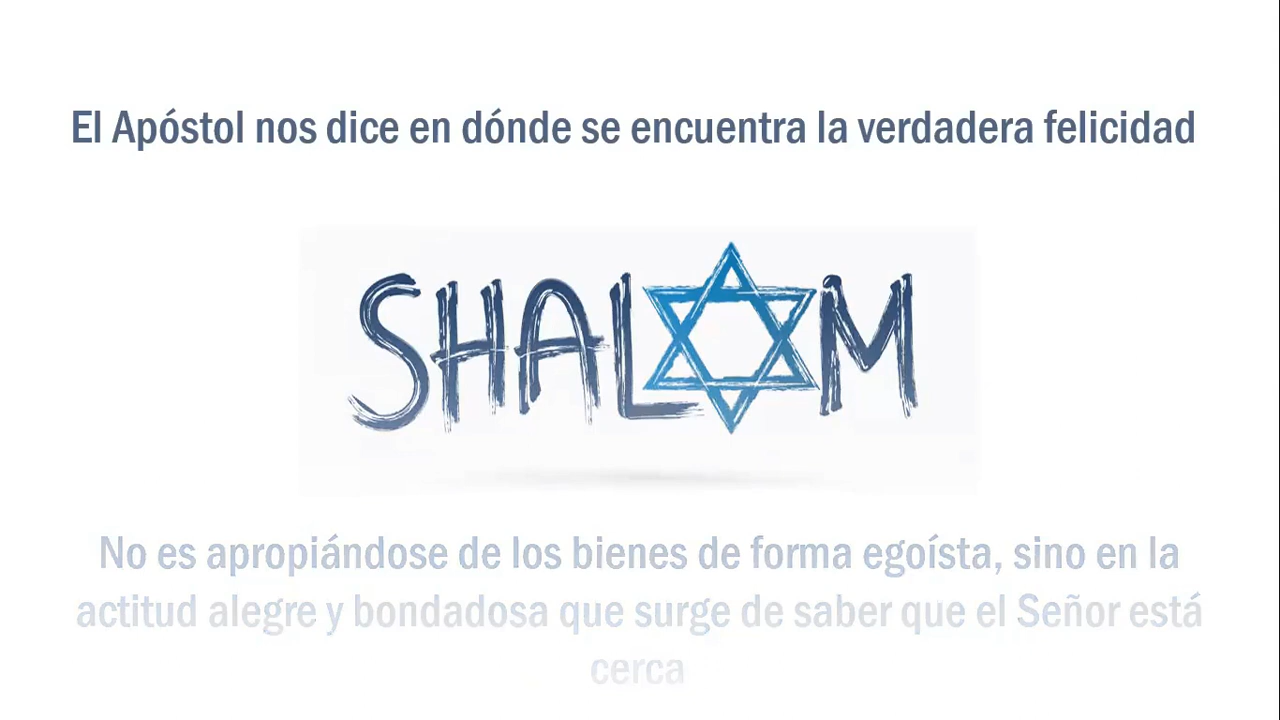 El Apóstol nos dice en dónde se encuentra la verdadera felicidad
SHALOM
No es apropiándose de los bienes de forma egoísta, sino en la
actitud alegre y bondadosa que surge de saber que el Señor está
cerca